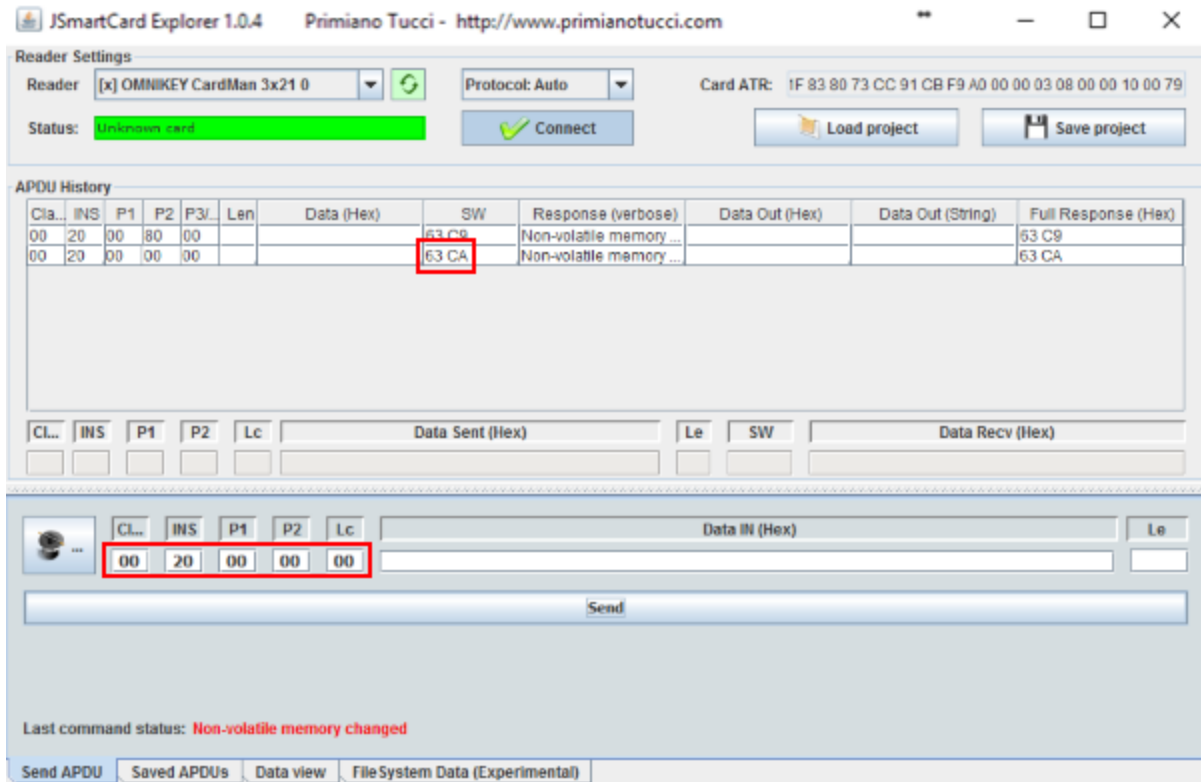 JSmartCard Explorer 1.0.4 Primiano Tucci - http://www.primianotucci.com
Reader Settings
Reader [x] OMNIKEY CardMan 3x21 0 Protocol: Auto Card ATR: 1F 83 80 73 CC 91 CB F9 A0 00 00 03 08 00 00 10 00 79
Status: Unknown card Connect Load project Save project
APDU History
Cla... INS P1 P2 P3/... Len Data (Hex) SW Response (verbose) Data Out (Hex) Data Out (String) Full Response (Hex)
00 20 00 80 00 63 C9 Non-volatile memory ... 63 C9
00 20 00 00 00 63 CA Non-volatile memory ... 63 CA
Cl... INS P1 P2 Lc Data Sent (Hex) Le SW Data Recv (Hex)
... Cl... INS P1 P2 Lc Data IN (Hex) Le
00 20 00 00 00
Send
Last command status: Non-volatile memory changed
Send APDU Saved APDUs Data view FileSystem Data (Experimental)